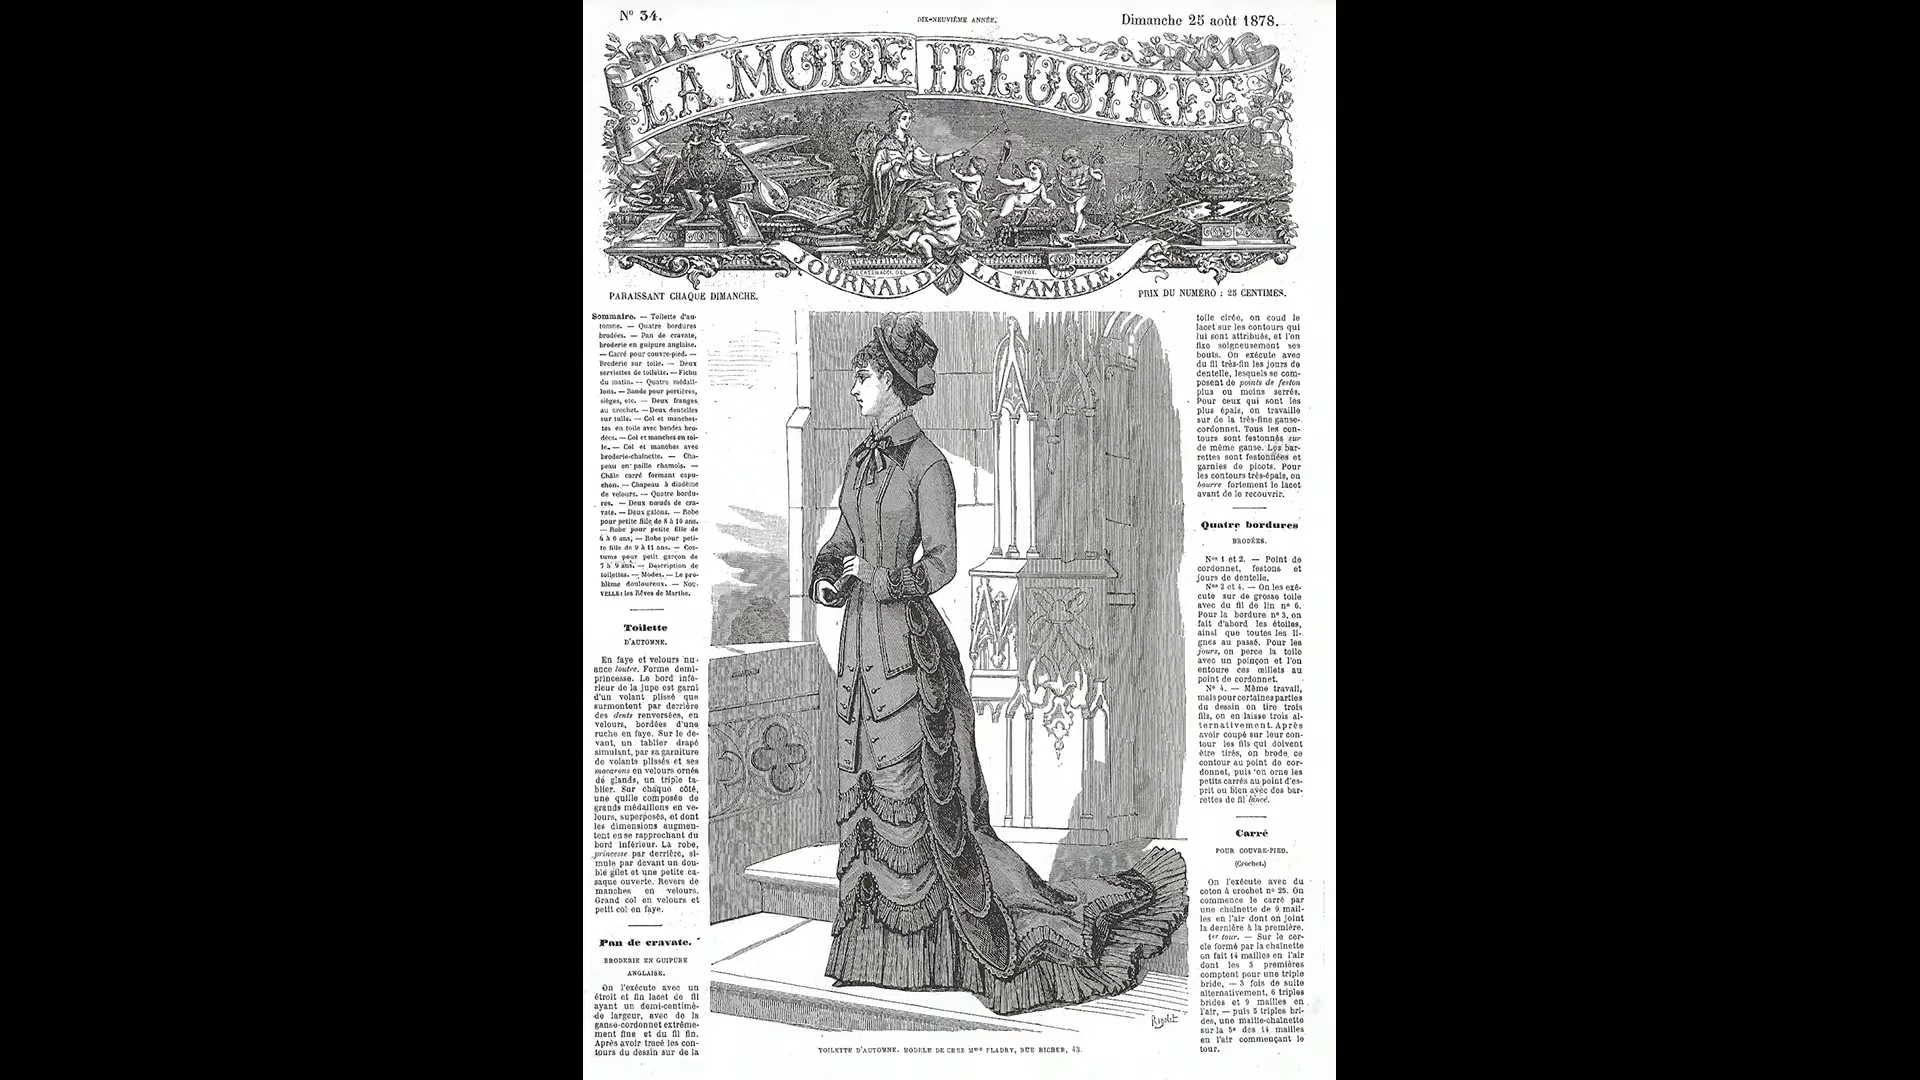 Nº 34.
DIX-NEUVIÈME ANNÉE.
Dimanche 25 août 1878.
LA MODE ILLUSTRÉE
JOURNAL DE LA FAMILLE
HUYOT.
PARAISSANT CHAQUE DIMANCHE.
PRIX DU NUMÉRO : 25 CENTIMES.
Sommaire. — Toilette d'au-
tomne. — Quatre bordures
brodées. — Pan de cravate,
broderie en guipure anglaise.
— Carré pour couvre-pied. —
Broderie sur toile. — Deux
serviettes de toilette. — Fichu
du matin. — Quatre médail-
lons. — Bande pour portières,
sièges, etc. — Deux franges
au crochet. — Deux dentelles
sur tulle. — Col et manchet-
tes en toile avec bandes bro-
dées. — Col et manches en toi-
le. — Col et manches avec
broderie-chaînette. — Cha-
peau en paille chamois. —
Châle carré formant capu-
chon. — Chapeau à diadème
de velours. — Quatre bordu-
res. — Deux nœuds de cra-
vate. — Deux galons. — Robe
pour petite fille de 8 à 10 ans.
— Robe pour petite fille de
4 à 6 ans. — Robe pour peti-
te fille de 9 à 11 ans. — Cos-
tume pour petit garçon de
7 à 9 ans. — Description de
toilettes. — Modes. — Le pro-
blème douloureux. — Nou-
VELLE: les Rêves de Marthe.
Toilette
D'AUTOMNE.
En faye et velours nu-
ance loutre. Forme demi-
princesse. Le bord infé-
rieur de la jupe est garni
d'un volant plissé que
surmontent par derrière
des dents renversées, en
velours, bordées d'une
ruche en faye. Sur le de-
vant, un tablier drapé
simulant, par sa garniture
de volants plissés et ses
macarons en velours ornés
de glands, un triple ta-
blier. Sur chaque côté,
une quille composée de
grands médaillons en ve-
lours, superposés, et dont
les dimensions augmen-
tent en se rapprochant du
bord inférieur. La robe,
princesse par derrière, si-
mule par devant un dou-
ble gilet et une petite ca-
saque ouverte. Revers de
manches en velours.
Grand col en velours et
petit col en faye.
Pan de cravate.
BRODERIE EN GUIPURE
ANGLAISE.
On l'exécute avec un
étroit et fin lacet de fil
ayant un demi-centimè-
de largeur, avec de la
ganse-cordonnet extrême-
ment fine et du fil fin.
Après avoir tracé les con-
tours du dessin sur de la
Rigolet
TOILETTE D'AUTOMNE. MODÈLE DE CHEZ Mme FLADRY, RUE RICHER, 43.
toile cirée, on coud le
lacet sur les contours qui
lui sont attribués, et l'on
fixe soigneusement ses
bouts. On exécute avec
du fil très-fin les jours de
dentelle, lesquels se com-
posent de points de feston
plus ou moins serrés.
Pour ceux qui sont les
plus épais, on travaille
sur de la très-fine ganse-
cordonnet. Tous les con-
tours sont festonnés sur
de même ganse. Les bar-
rettes sont festonnées et
garnies de picots. Pour
les contours très-épais, on
bourre fortement le lacet
avant de le recouvrir.
Quatre bordures
BRODÉES.
Nos 1 et 2. — Point de
cordonnet, festons et
jours de dentelle.
Nos 3 et 4. — On les exé-
cute sur de grosse toile
avec du fil de lin nº 6.
Pour la bordure nº 3, on
fait d'abord les étoiles,
ainsi que toutes les li-
gnes au passé. Pour les
jours, on perce la toile
avec un poinçon et l'on
entoure ces œillets au
point de cordonnet.
Nº 4. — Même travail,
mais pour certaines parties
du dessin on tire trois
fils, on en laisse trois al-
ternativement. Après
avoir coupé sur leur con-
tour les fils qui doivent
être tirés, on brode ce
contour au point de cor-
donnet, puis on orne les
petits carrés au point d'es-
prit ou bien avec des bar-
rettes de fil lancé.
Carré
POUR COUVRE-PIED.
(Crochet.)
On l'exécute avec du
coton à crochet nº 25. On
commence le carré par
une chaînette de 9 mail-
les en l'air dont on joint
la dernière à la première.
1er tour. — Sur le cer-
cle formé par la chaînette
on fait 14 mailles en l'air
dont les 5 premières
comptent pour une triple
bride, — 3 fois de suite
alternativement, 6 triples
brides et 9 mailles en
l'air, — puis 5 triples bri-
des, une maille-chaînette
sur la 5e des 14 mailles
en l'air commençant le
tour.